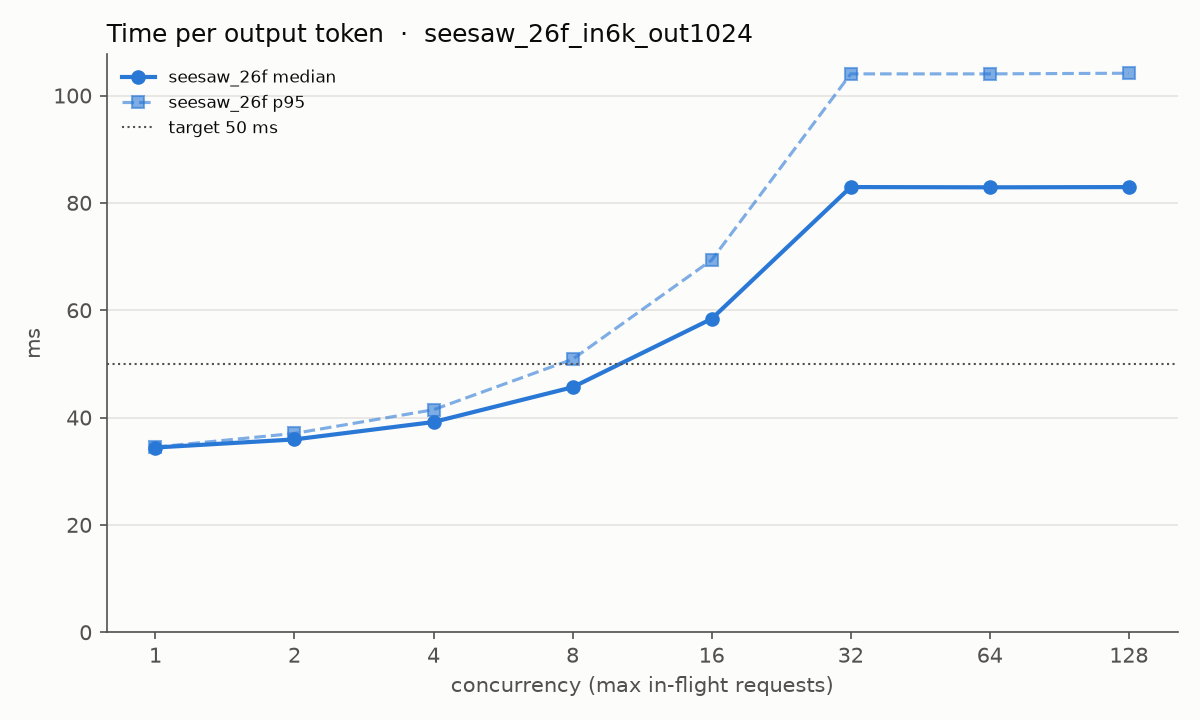 Time per output token · seesaw_26f_in6k_out1024
seesaw_26f median
seesaw_26f p95
target 50 ms
100
80
60
40
20
0
ms
1 2 4 8 16 32 64 128
concurrency (max in-flight requests)